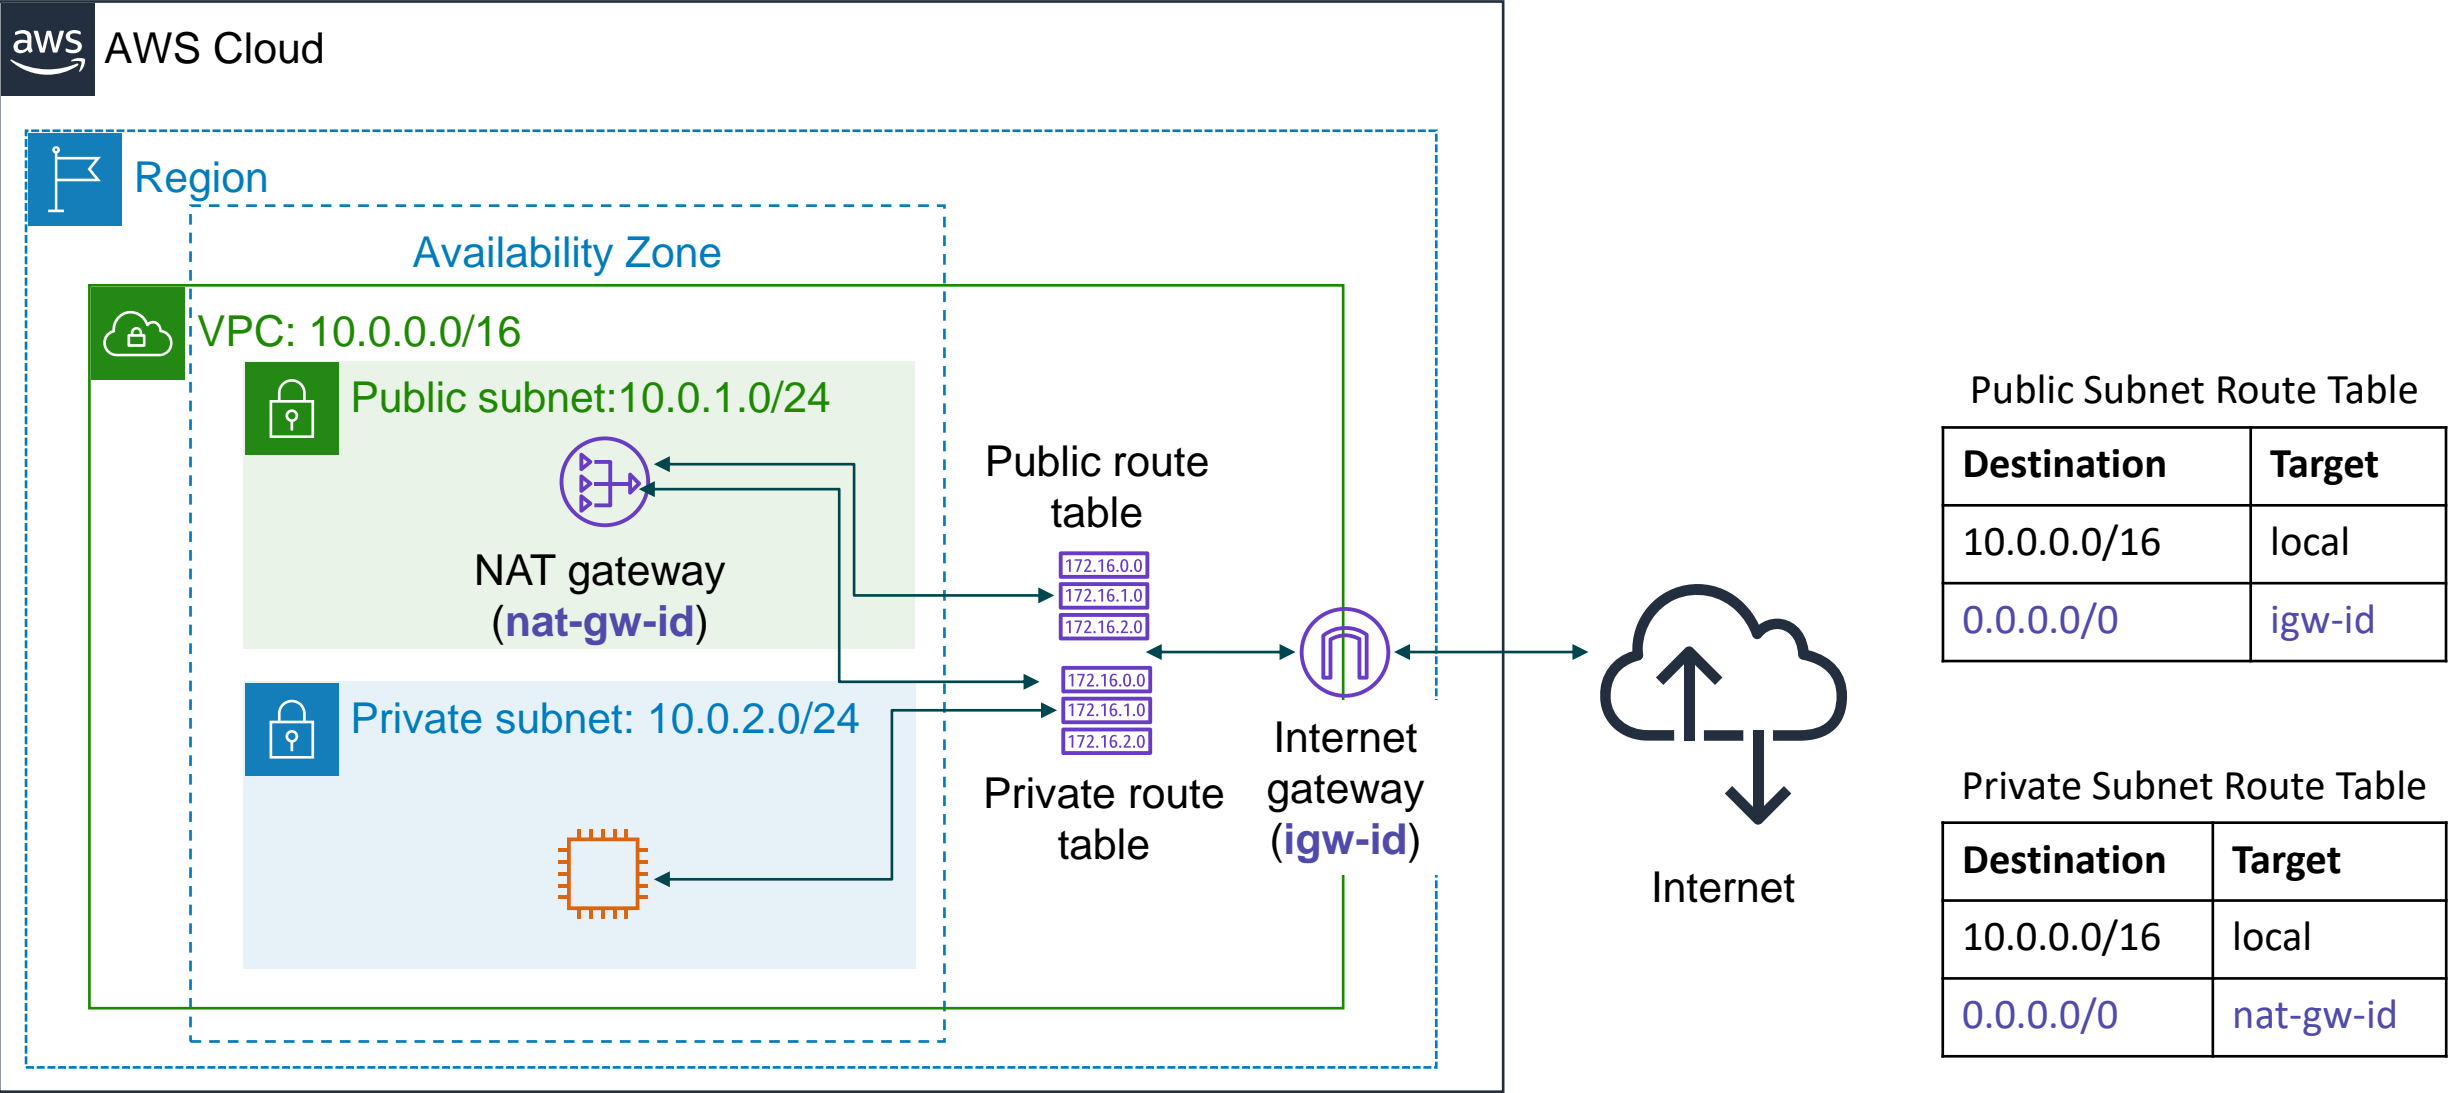 aws
AWS Cloud
Region
Availability Zone
VPC: 10.0.0.0/16
Public subnet:10.0.1.0/24
NAT gateway
(nat-gw-id)
Private subnet: 10.0.2.0/24
Public route
table
172.16.0.0
172.16.1.0
172.16.2.0
172.16.0.0
172.16.1.0
172.16.2.0
Private route
table
Internet
gateway
(igw-id)
Internet
Public Subnet Route Table
Destination Target
10.0.0.0/16 local
0.0.0.0/0 igw-id
Private Subnet Route Table
Destination Target
10.0.0.0/16 local
0.0.0.0/0 nat-gw-id